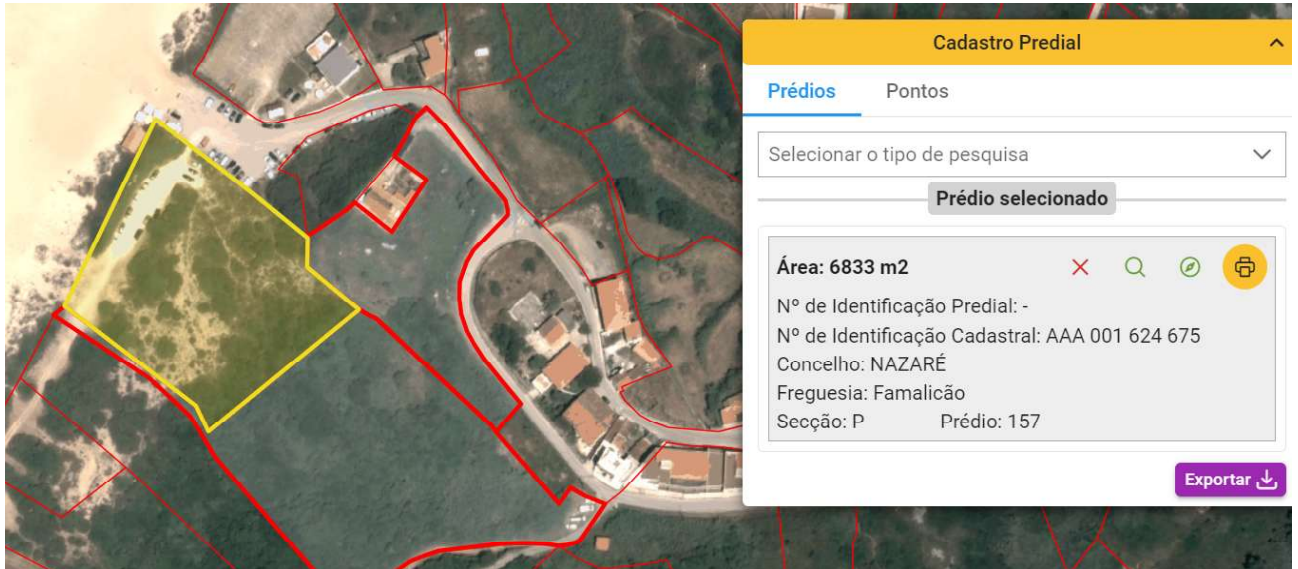 Cadastro Predial
Prédios Pontos
Selecionar o tipo de pesquisa
Prédio selecionado
Área: 6833 m2
Nº de Identificação Predial: -
Nº de Identificação Cadastral: AAA 001 624 675
Concelho: NAZARÉ
Freguesia: Famalicão
Secção: P Prédio: 157
Exportar